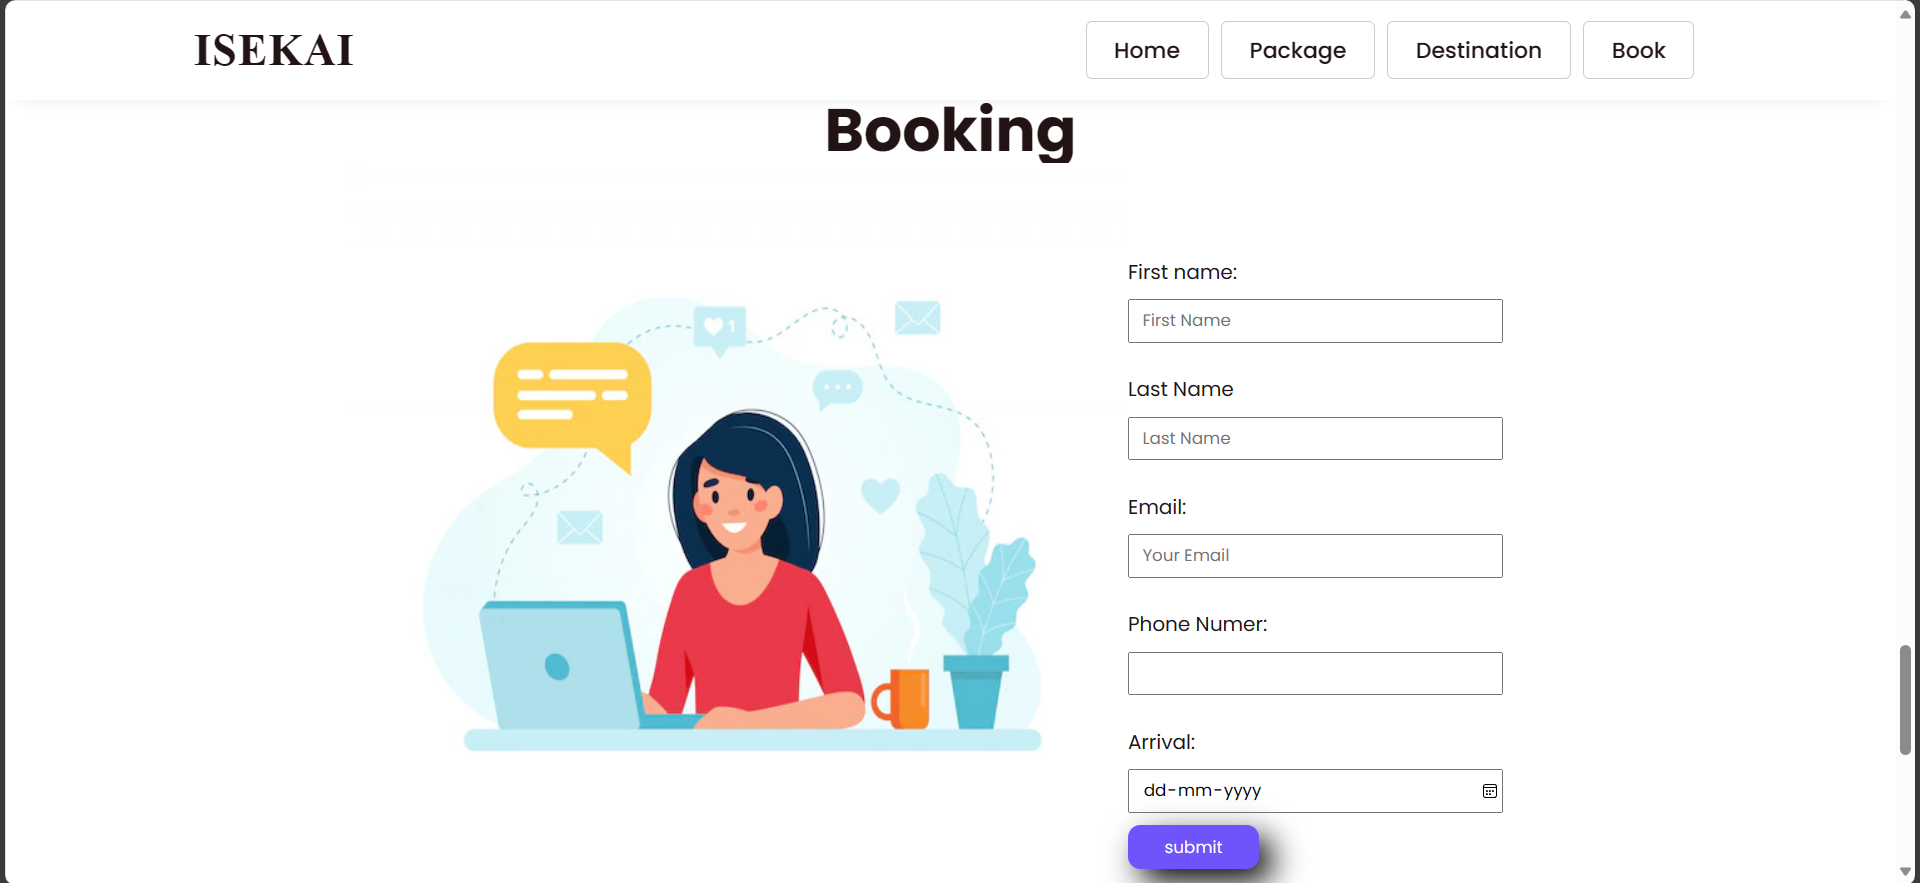 ISEKAI
Home
Package
Destination
Book
Booking
1
First name:
First Name
Last Name
Last Name
Email:
Your Email
Phone Numer:
Arrival:
dd-mm-yyyy
submit